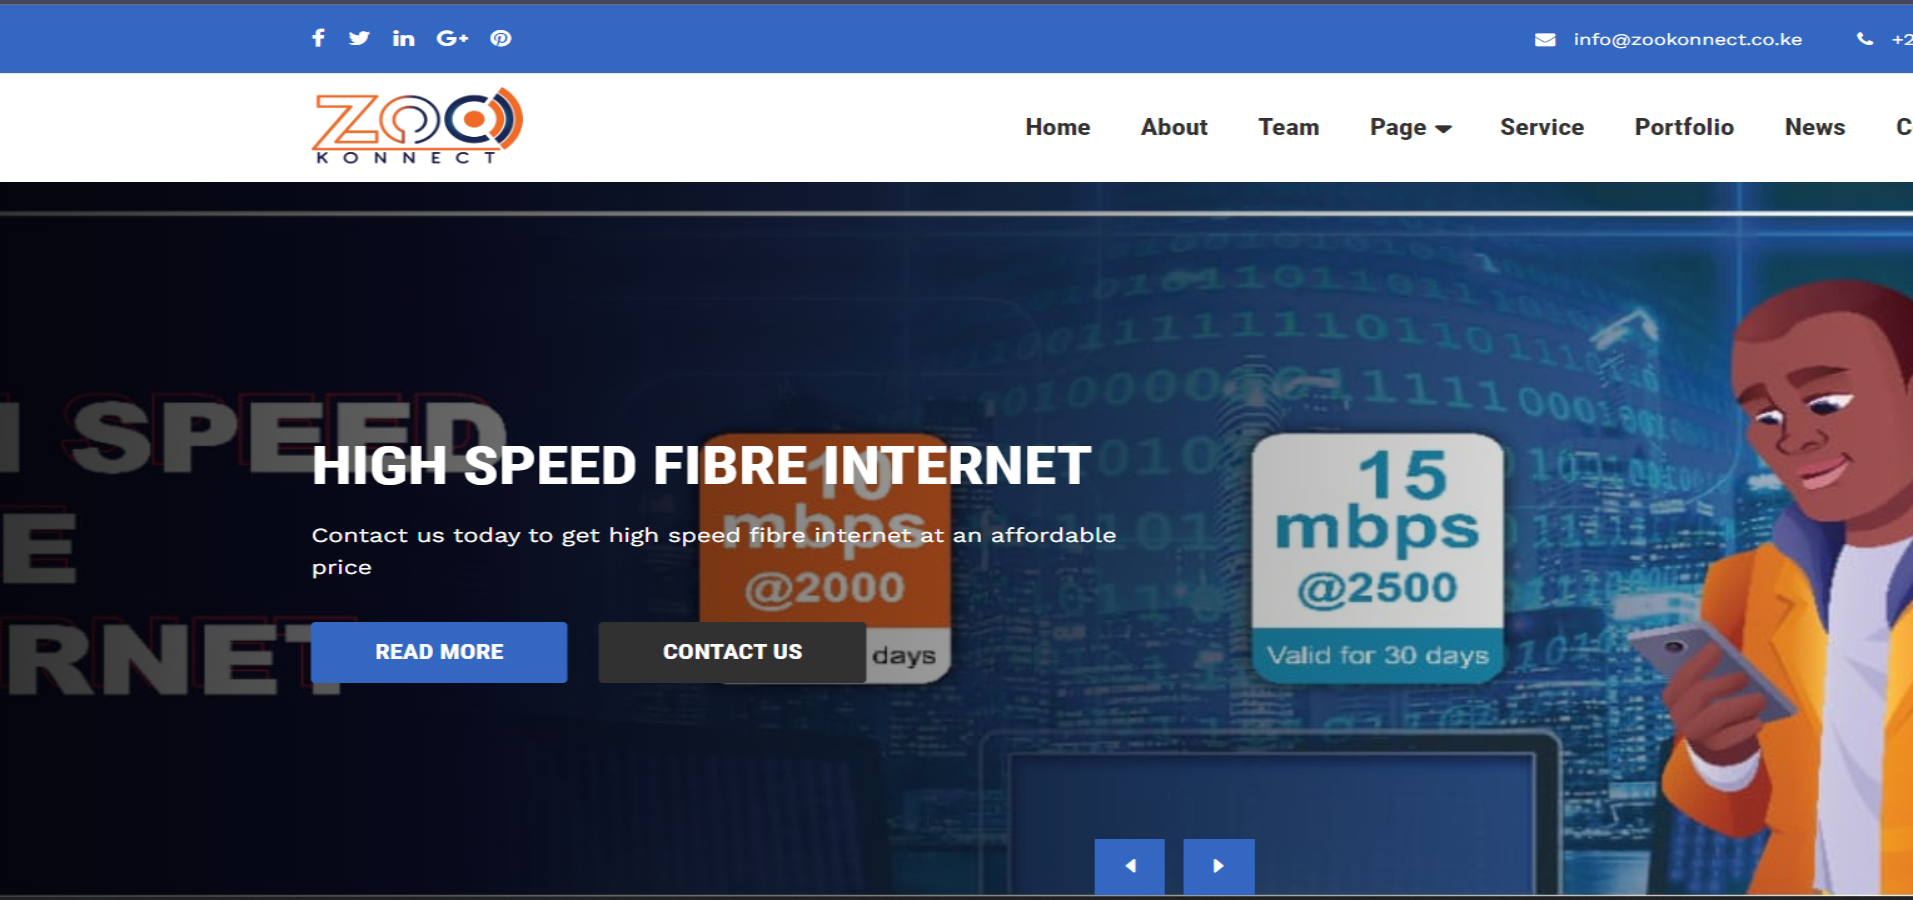 info@zookonnect.co.ke
+2
ZOO
KONNECT
Home About Team Page Service Portfolio News C
SPEED
HIGH SPEED FIBRE INTERNET
10
mbps
@2000
days
15
mbps
@2500
Valid for 30 days
Contact us today to get high speed fibre internet at an affordable
price
E
RNET
READ MORE
CONTACT US